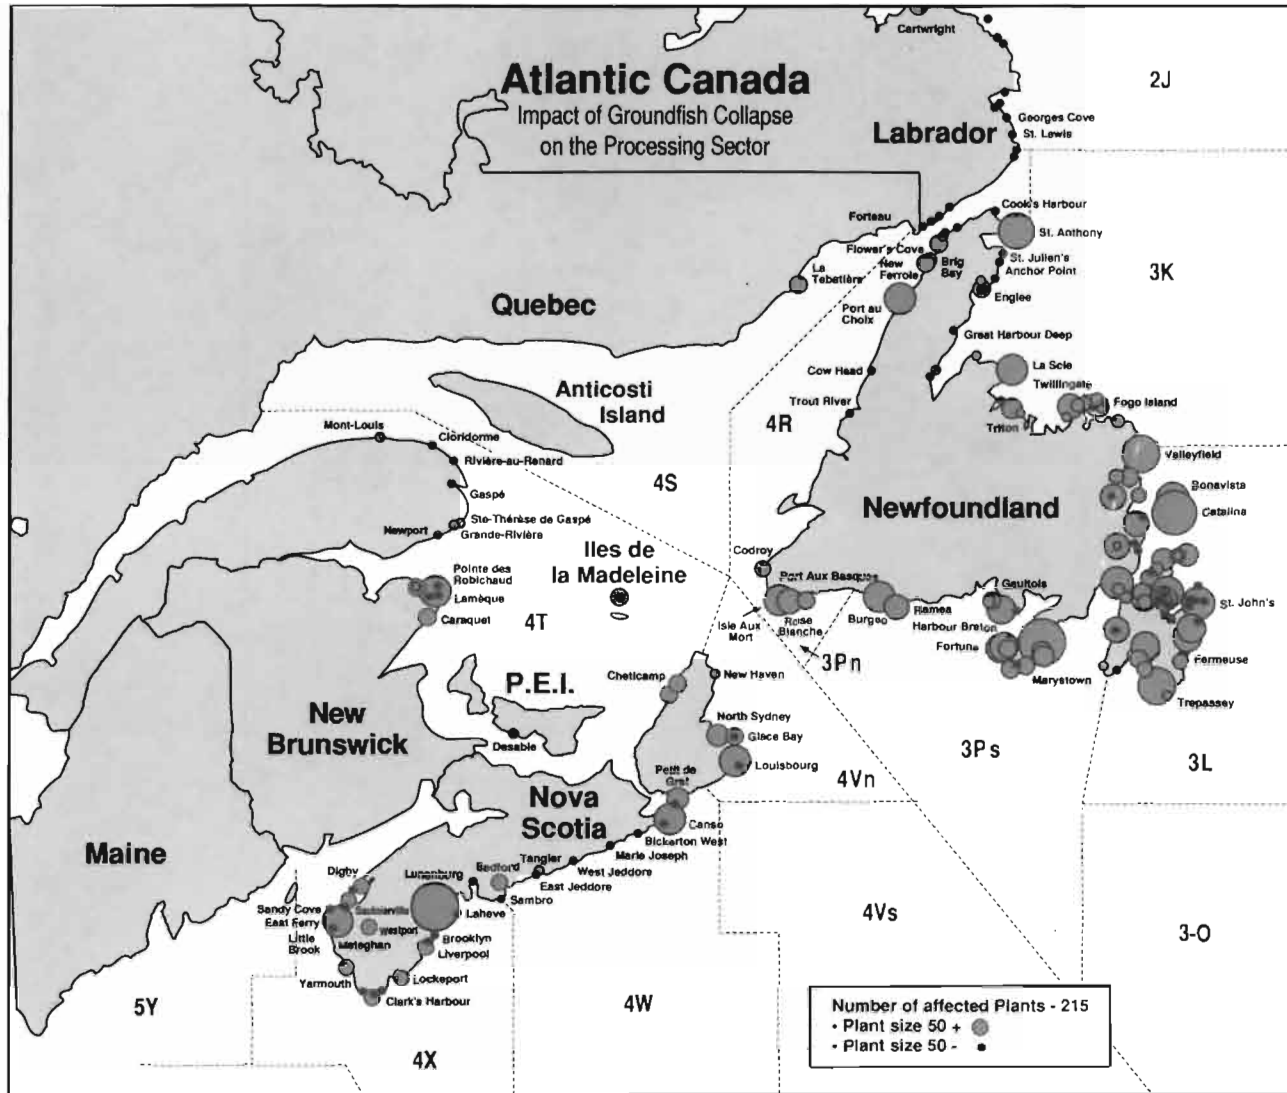 Cartwright
Atlantic Canada
Impact of Groundfish Collapse
on the Processing Sector
2J
Labrador
Georges Cove
St. Lewis
Forteau
Cook's Harbour
St. Anthony
Flower's Cove
New
Ferrole
Brig
Bay
St. Julien's
Anchor Point
3K
La
Tabatière
Englee
Quebec
Port au
Choix
Great Harbour Deep
Cow Head
La Scie
Anticosti
Island
Twillingate
Trout River
4R
Fogo Island
Triton
Mont-Louis
Cloridorme
Rivière-au-Renard
Valleyfield
4S
Gaspé
Bonavista
Newfoundland
Catalina
Ste-Thérèse de Gaspé
Newport
Grande-Rivière
Iles de
la Madeleine
Codroy
Pointe des
Robichaud
Port Aux Basques
Gaultois
Lamèque
St. John's
Caraquet
4T
Isle Aux
Mort
Rose
Blanche
Burgeo
Ramea
Harbour Breton
3Pn
Fortune
Fermeuse
Cheticamp
New Haven
Marystown
P.E.I.
Trepassey
New
Brunswick
North Sydney
Glace Bay
Desable
3Ps
3L
Louisbourg
Petit de
Grat
4Vn
Nova
Scotia
Canso
Bickerton West
Maine
Marie Joseph
Tangier
West Jeddore
Digby
Lunenburg
Bedford
East Jeddore
Sambro
Sandy Cove
East Ferry
Saulnierville
Lahave
4Vs
Little
Brook
Westport
Meteghan
Brooklyn
Liverpool
3-O
Yarmouth
Lockeport
Clark's Harbour
5Y
4W
4X
Number of affected Plants - 215
• Plant size 50 +
• Plant size 50 -